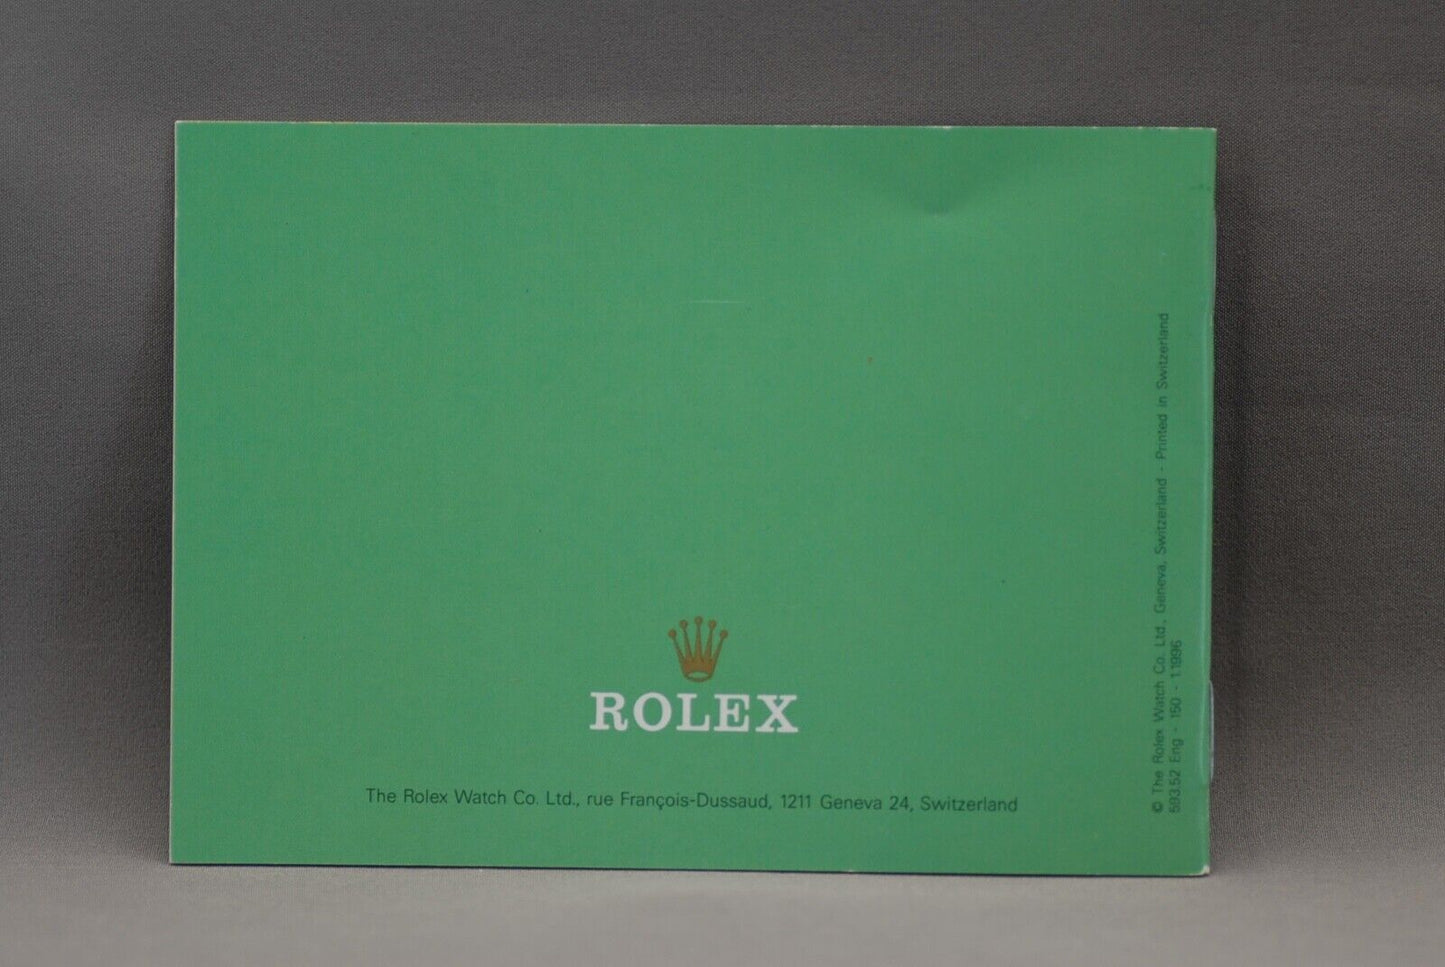 ROLEX
The Rolex Watch Co. Ltd., rue François-Dussaud, 1211 Geneva 24, Switzerland
© The Rolex Watch Co. Ltd, Geneva, Switzerland - Printed in Switzerland
593.52 Eng - 150 - 1.1996